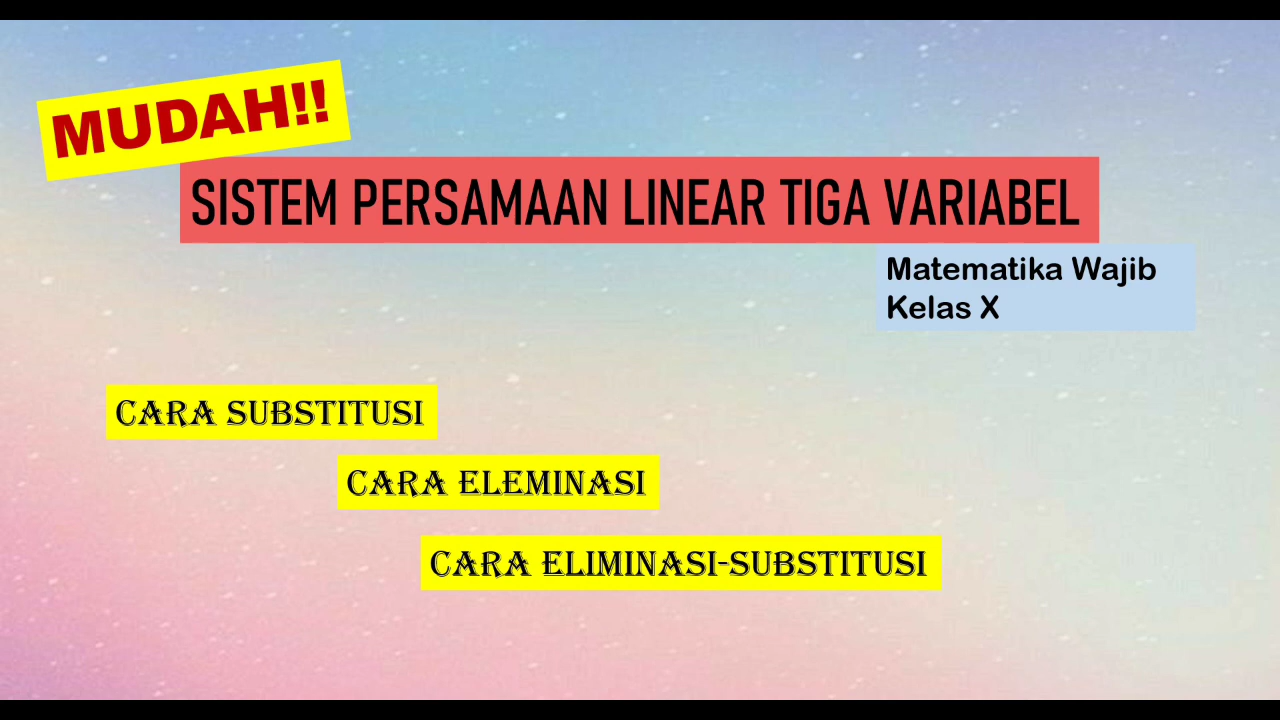 MUDAH!!
SISTEM PERSAMAAN LINEAR TIGA VARIABEL
Matematika Wajib
Kelas X
CARA SUBSTITUSI
CARA ELEMINASI
CARA ELIMINASI-SUBSTITUSI